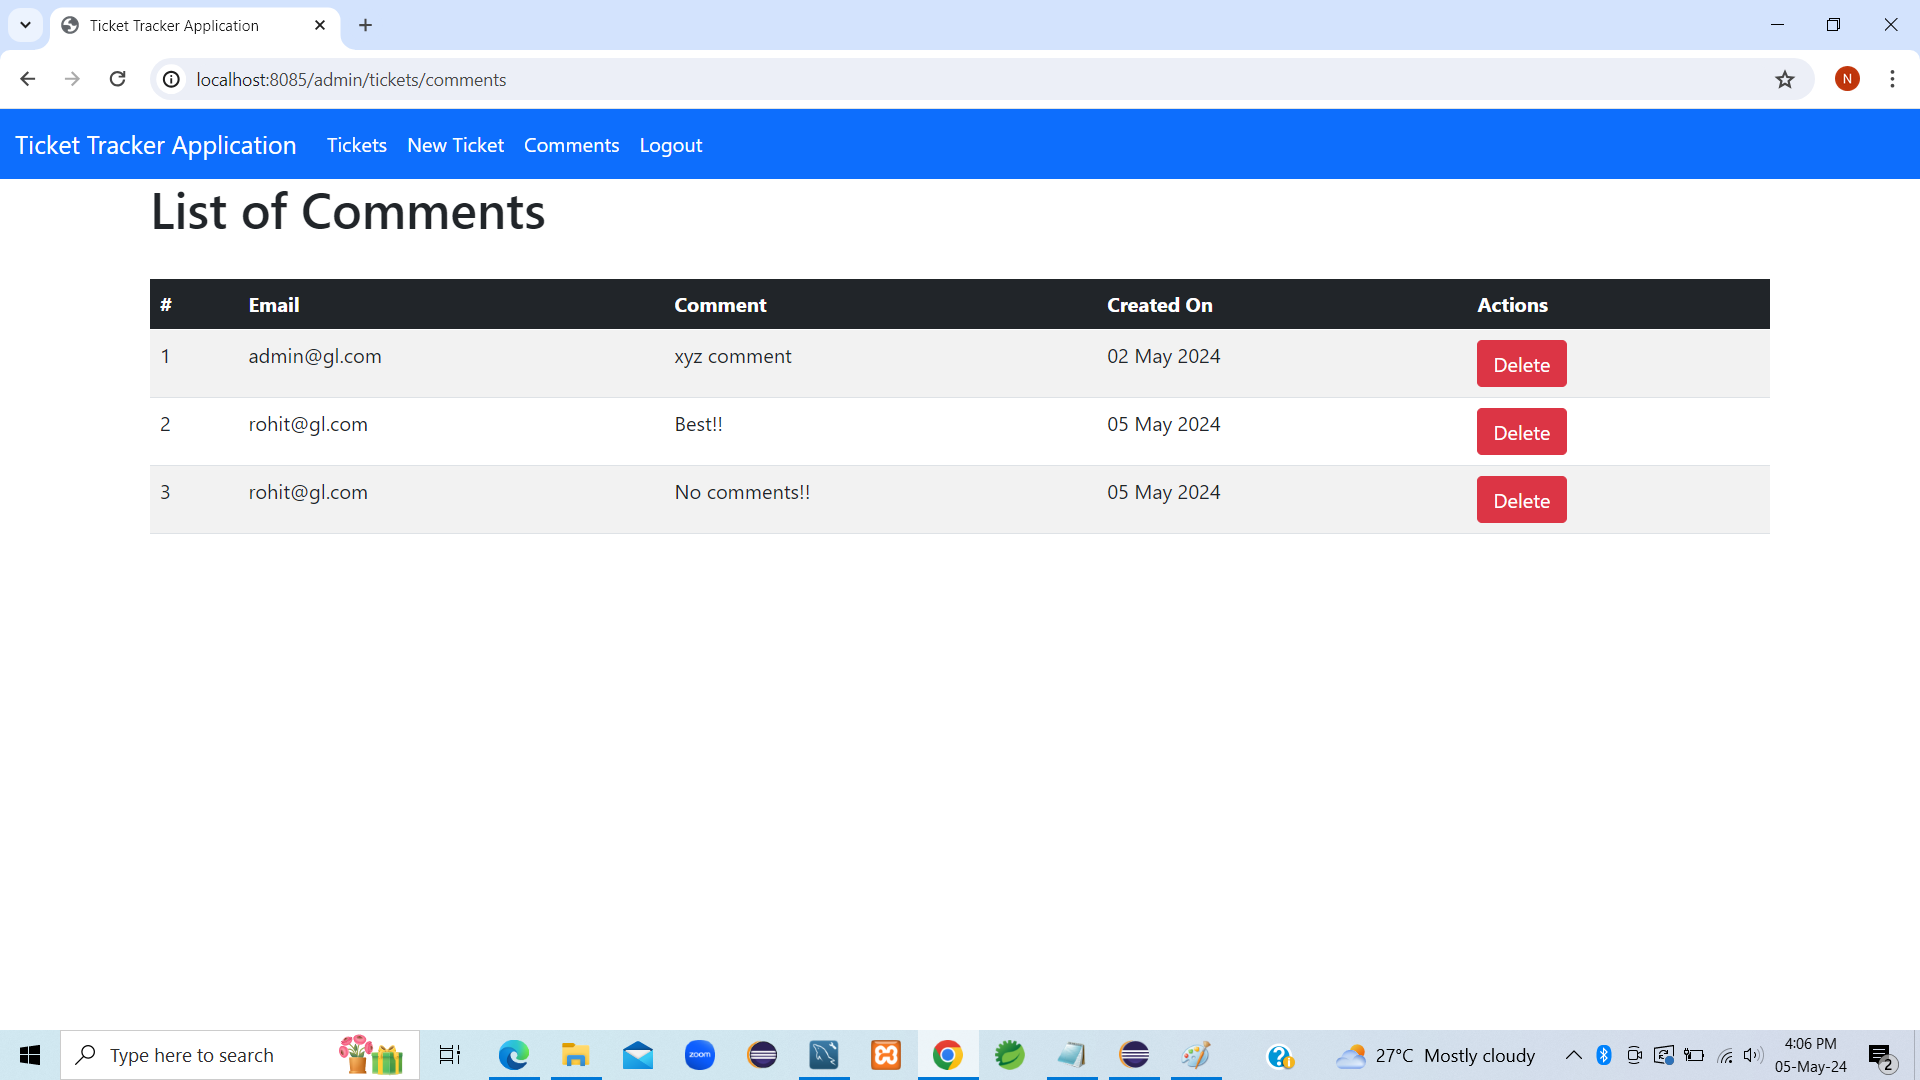 Ticket Tracker Application
localhost:8085/admin/tickets/comments
N
Ticket Tracker Application Tickets New Ticket Comments Logout
List of Comments
# Email Comment Created On Actions
1 admin@gl.com xyz comment 02 May 2024 Delete
2 rohit@gl.com Best!! 05 May 2024 Delete
3 rohit@gl.com No comments!! 05 May 2024 Delete
Type here to search
zoom
27°C Mostly cloudy
4:06 PM
05-May-24
2